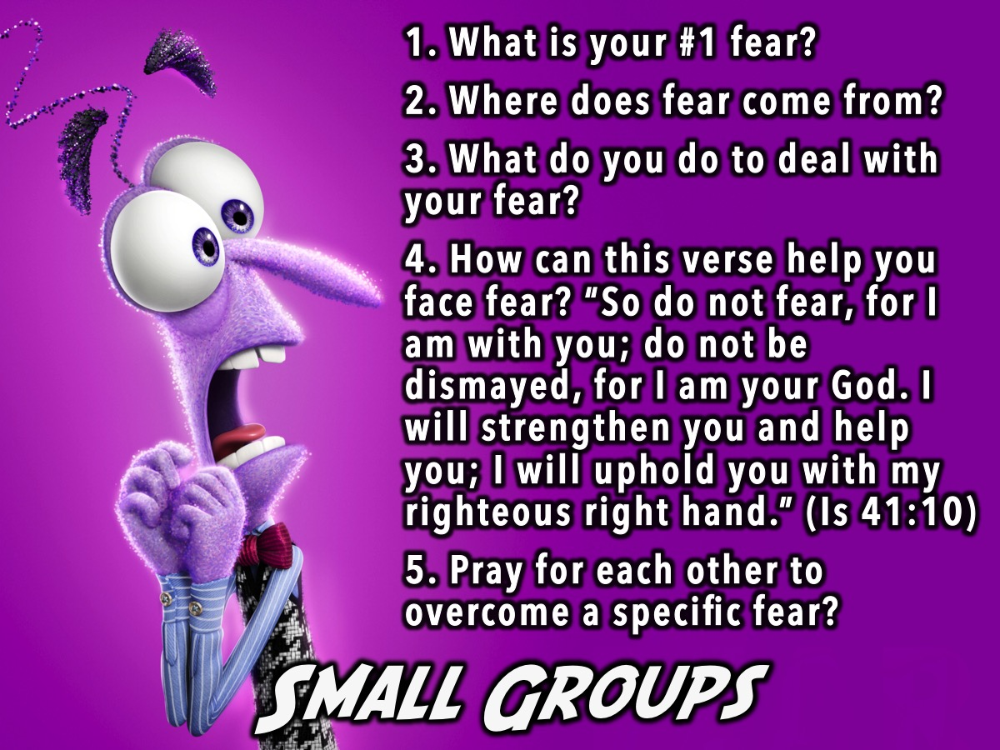 1. What is your #1 fear?
2. Where does fear come from?
3. What do you do to deal with
your fear?
4. How can this verse help you
face fear? “So do not fear, for I
am with you; do not be
dismayed, for I am your God. I
will strengthen you and help
you; I will uphold you with my
righteous right hand.” (Is 41:10)
5. Pray for each other to
overcome a specific fear?
Small Groups